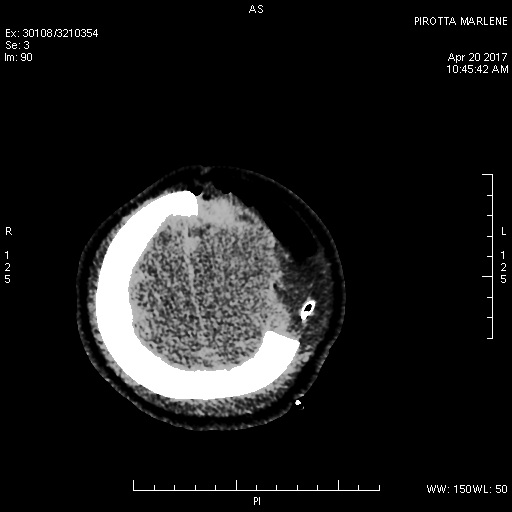 AS
Ex: 30108/3210354
PIROTTA MARLENE
Se: 3
Im: 90
Apr 20 2017
10:45:42 AM
R
1
2
5
L
1
2
5
WW: 150WL: 50
PI